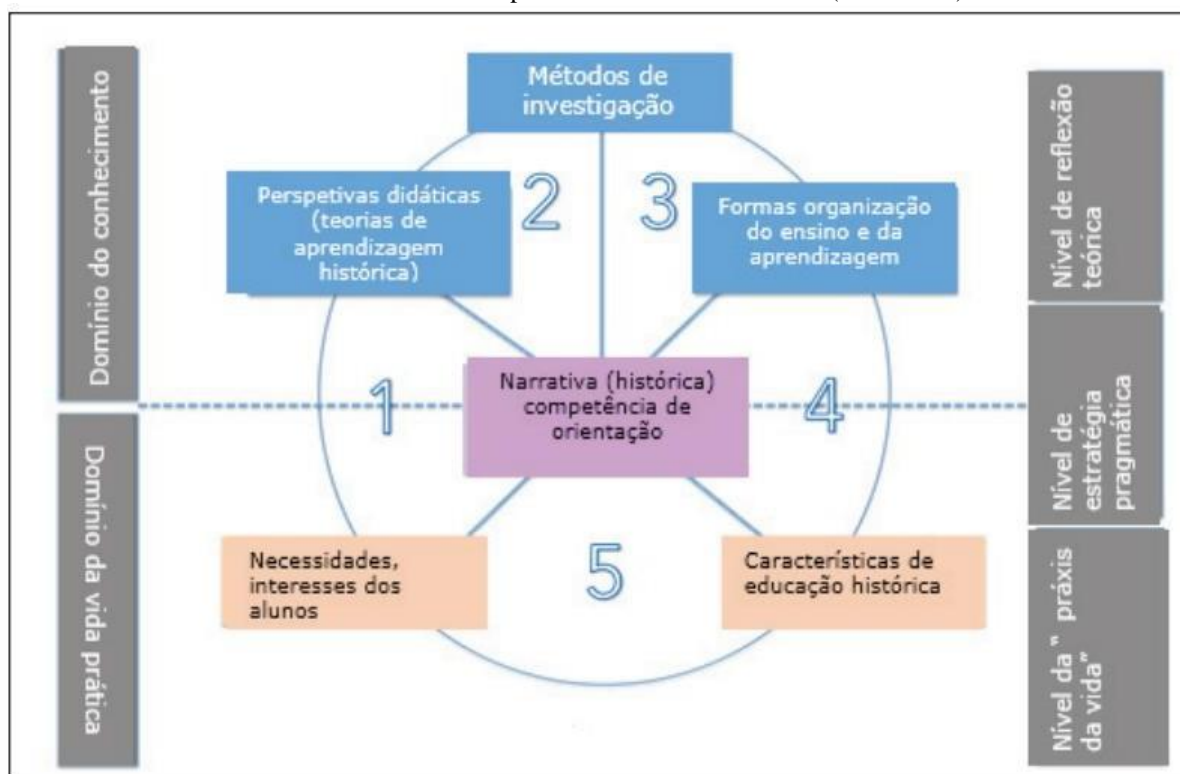 Métodos de
investigação
Domínio do conhecimento
Nível de reflexão
teórica
2
3
Perspetivas didáticas
(teorias de
aprendizagem
histórica)
Formas organização
do ensino e da
aprendizagem
1
Narrativa (histórica)
competência de
orientação
4
Nível de
estratégia
pragmática
Domínio da vida prática
Necessidades,
interesses dos
alunos
5
Características de
educação histórica
Nível da " práxis
da vida"